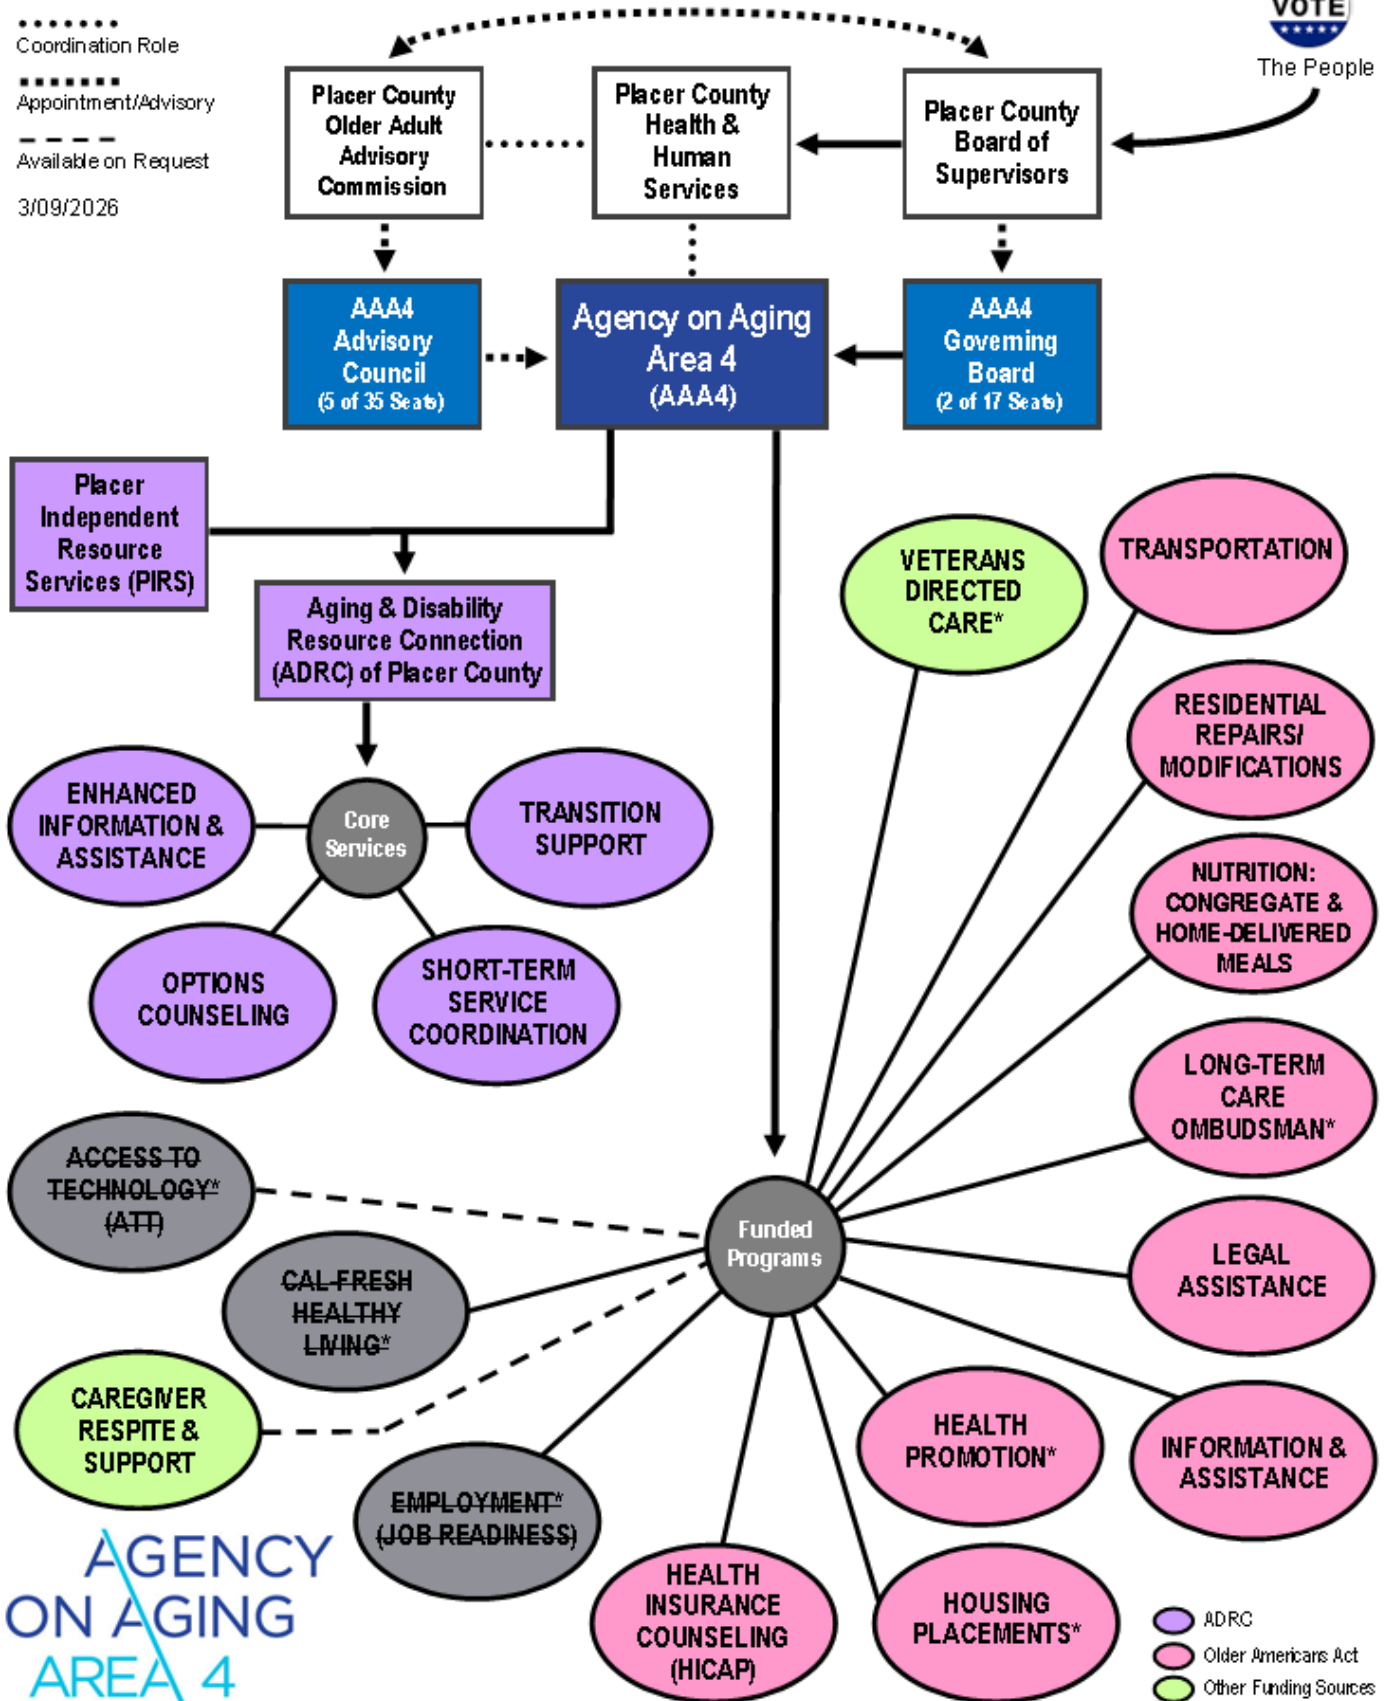 VOTE
The People
Coordination Role
Appointment/Advisory
Available on Request
3/09/2026
Placer County
Older Adult
Advisory
Commission
Placer County
Health &
Human
Services
Placer County
Board of
Supervisors
AAA4
Advisory
Council
(5 of 35 Seats)
Agency on Aging
Area 4
(AAA4)
AAA4
Governing
Board
(2 of 17 Seats)
Placer
Independent
Resource
Services (PIRS)
Aging & Disability
Resource Connection
(ADRC) of Placer County
Core
Services
ENHANCED
INFORMATION &
ASSISTANCE
TRANSITION
SUPPORT
OPTIONS
COUNSELING
SHORT-TERM
SERVICE
COORDINATION
VETERANS
DIRECTED
CARE*
TRANSPORTATION
RESIDENTIAL
REPAIRS/
MODIFICATIONS
NUTRITION:
CONGREGATE &
HOME-DELIVERED
MEALS
LONG-TERM
CARE
OMBUDSMAN*
LEGAL
ASSISTANCE
INFORMATION &
ASSISTANCE
Funded
Programs
ACCESS TO
TECHNOLOGY*
(ATT)
CAL-FRESH
HEALTHY
LIVING*
CAREGIVER
RESPITE &
SUPPORT
EMPLOYMENT*
(JOB READINESS)
HEALTH
INSURANCE
COUNSELING
(HICAP)
HEALTH
PROMOTION*
HOUSING
PLACEMENTS*
AGENCY
ON AGING
AREA 4
ADRC
Older Americans Act
Other Funding Sources